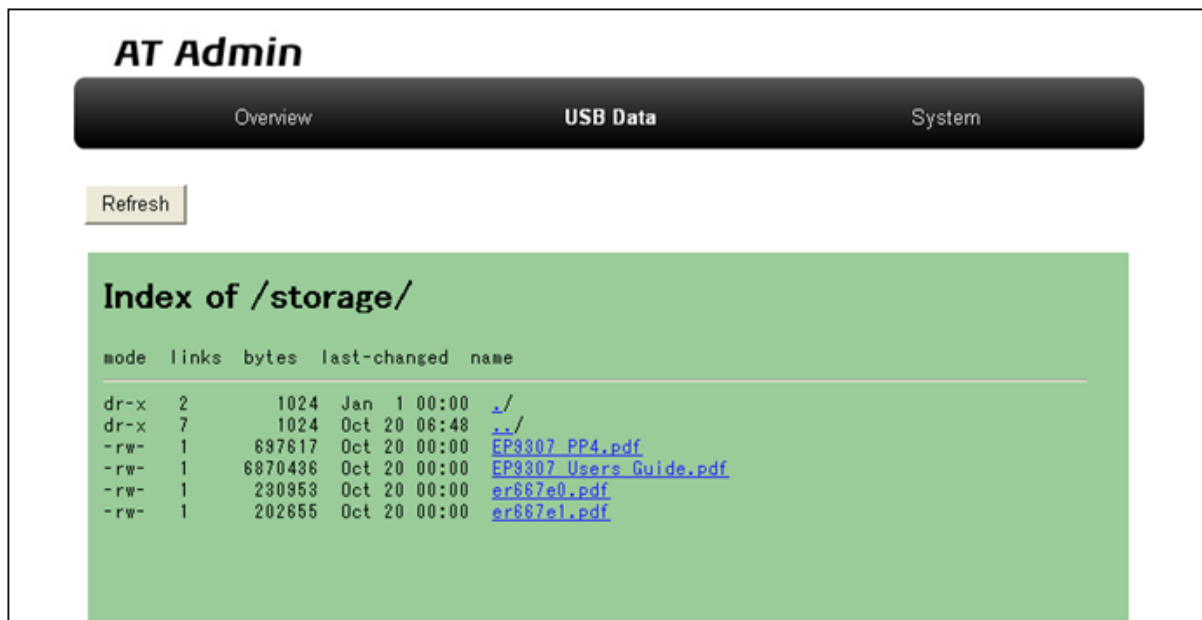 AT Admin
Overview USB Data System
Refresh
Index of /storage/
mode links bytes last-changed name
dr-x 2 1024 Jan 1 00:00 ./
dr-x 7 1024 Oct 20 06:48 ../
-rw- 1 697617 Oct 20 00:00 EP9307 PP4.pdf
-rw- 1 6870436 Oct 20 00:00 EP9307 Users Guide.pdf
-rw- 1 230953 Oct 20 00:00 er667e0.pdf
-rw- 1 202655 Oct 20 00:00 er667e1.pdf